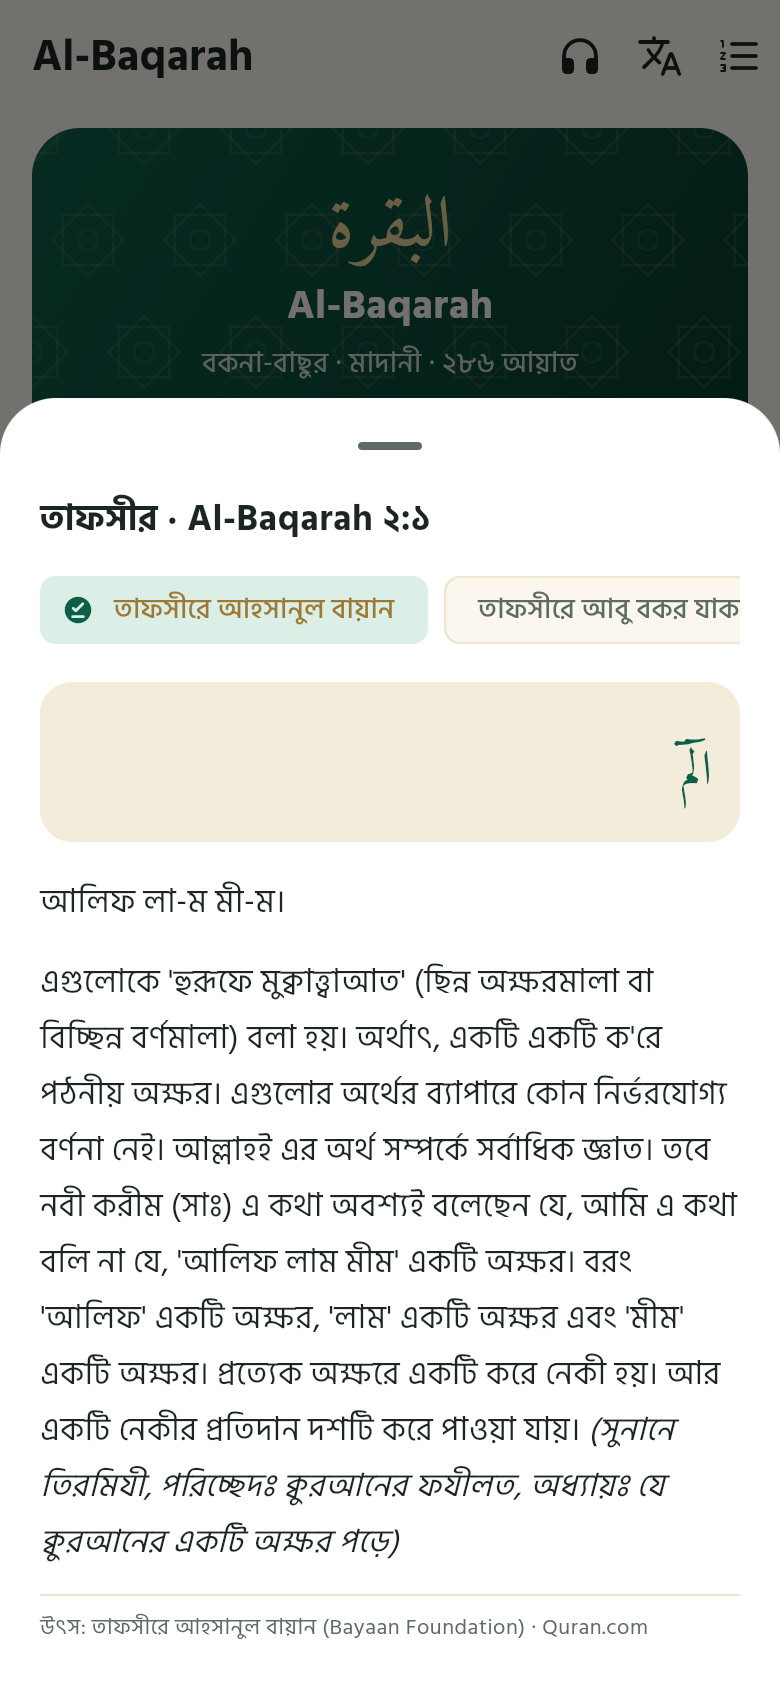 Al-Baqarah
البقرة
Al-Baqarah
বকনা-বাছুর · মাদানী · ২৮৬ আয়াত
তাফসীর · Al-Baqarah ২:১
তাফসীরে আহসানুল বায়ান
তাফসীরে আবু বকর যাক
الٓمٓ
আলিফ লা-ম মী-ম।
এগুলোকে 'হুরূফে মুক্বাত্ত্বাআত' (ছিন্ন অক্ষরমালা বা
বিচ্ছিন্ন বর্ণমালা) বলা হয়। অর্থাৎ, একটি একটি ক'রে
পঠনীয় অক্ষর। এগুলোর অর্থের ব্যাপারে কোন নির্ভরযোগ্য
বর্ণনা নেই। আল্লাহই এর অর্থ সম্পর্কে সর্বাধিক জ্ঞাত। তবে
নবী করীম (সাঃ) এ কথা অবশ্যই বলেছেন যে, আমি এ কথা
বলি না যে, 'আলিফ লাম মীম' একটি অক্ষর। বরং
'আলিফ' একটি অক্ষর, 'লাম' একটি অক্ষর এবং 'মীম'
একটি অক্ষর। প্রত্যেক অক্ষরে একটি করে নেকী হয়। আর
একটি নেকীর প্রতিদান দশটি করে পাওয়া যায়। (সুনানে
তিরমিযী, পরিচ্ছেদঃ ক্বুরআনের ফযীলত, অধ্যায়ঃ যে
ক্বুরআনের একটি অক্ষর পড়ে)
উৎস: তাফসীরে আহসানুল বায়ান (Bayaan Foundation) · Quran.com